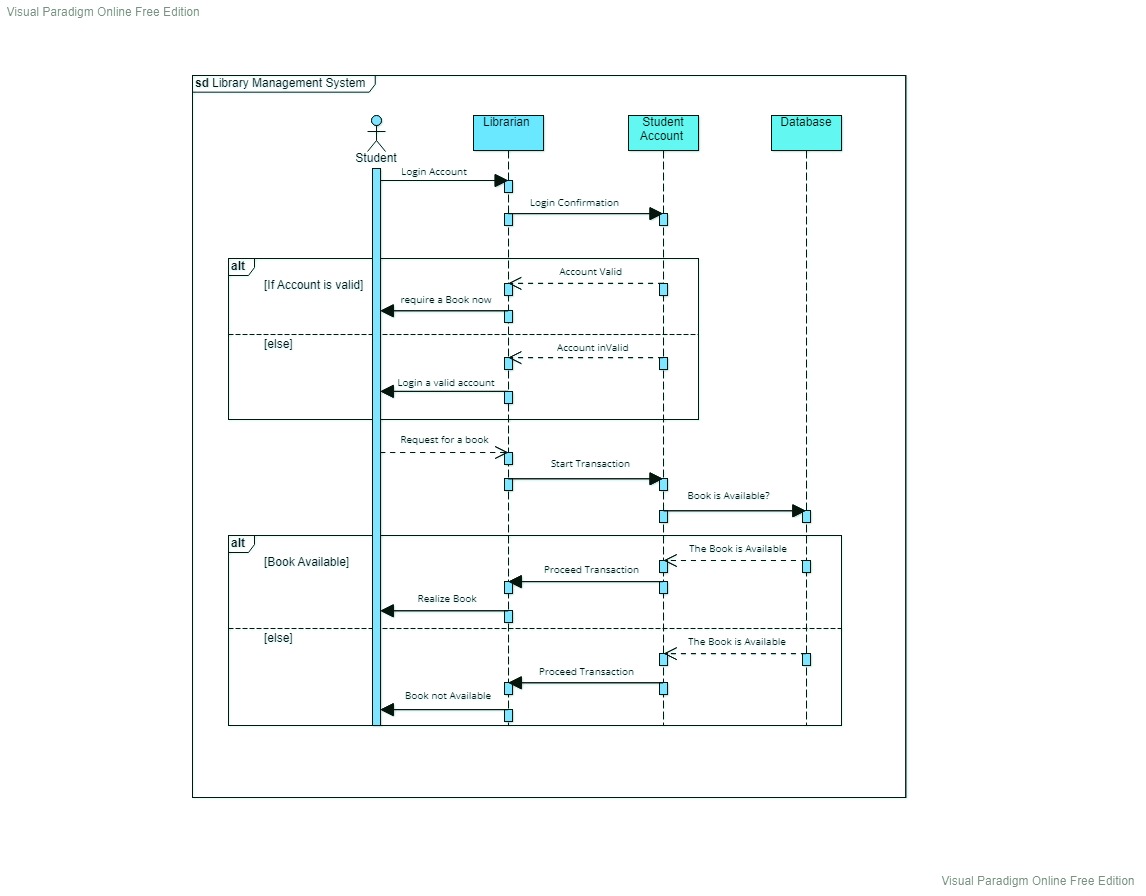 Visual Paradigm Online Free Edition
sd Library Management System
Librarian
Student
Account
Database
Student
Login Account
Login Confirmation
alt
Account Valid
[If Account is valid]
require a Book now
[else]
Account inValid
Login a valid account
Request for a book
Start Transaction
Book is Available?
alt
The Book is Available
[Book Available]
Proceed Transaction
Realize Book
[else]
The Book is Available
Proceed Transaction
Book not Available
Visual Paradigm Online Free Edition